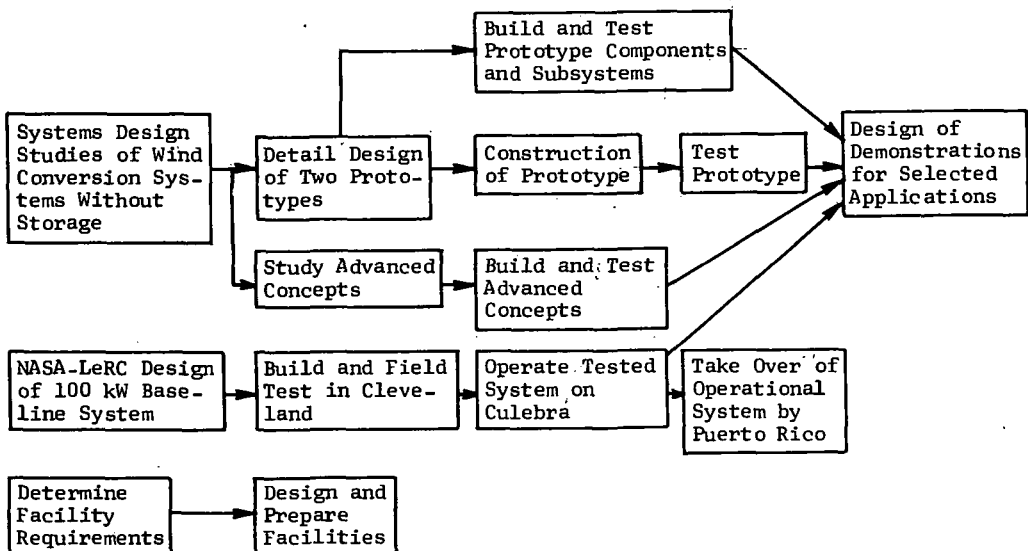 Build and Test
Prototype Components
and Subsystems
Systems Design
Studies of Wind
Conversion Sys-
tems Without
Storage
Detail Design
of Two Proto-
types
Construction
of Prototype
Test
Prototype
Design of
Demonstrations
for Selected
Applications
Study Advanced
Concepts
Build and Test
Advanced
Concepts
NASA-LeRC Design
of 100 kW Base-
line System
Build and Field
Test in Cleve-
land
Operate Tested
System on
Culebra
Take Over of
Operational
System by
Puerto Rico
Determine
Facility
Requirements
Design and
Prepare
Facilities